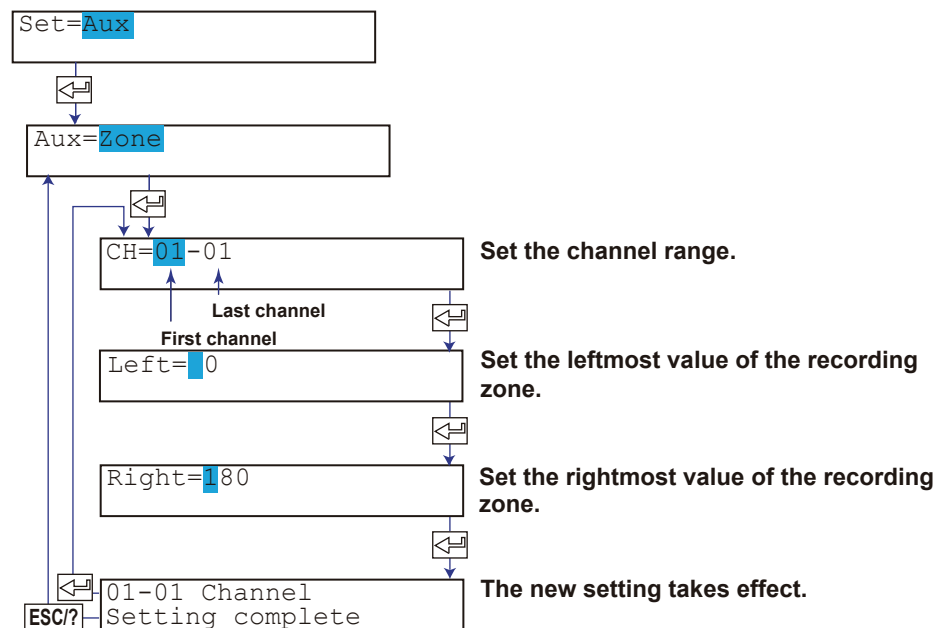 Set=Aux
Aux=Zone
CH=01-01
Set the channel range.
Last channel
First channel
Left= 0
Set the leftmost value of the recording
zone.
Right=180
Set the rightmost value of the recording
zone.
01-01 Channel
Setting complete
The new setting takes effect.
ESC/?